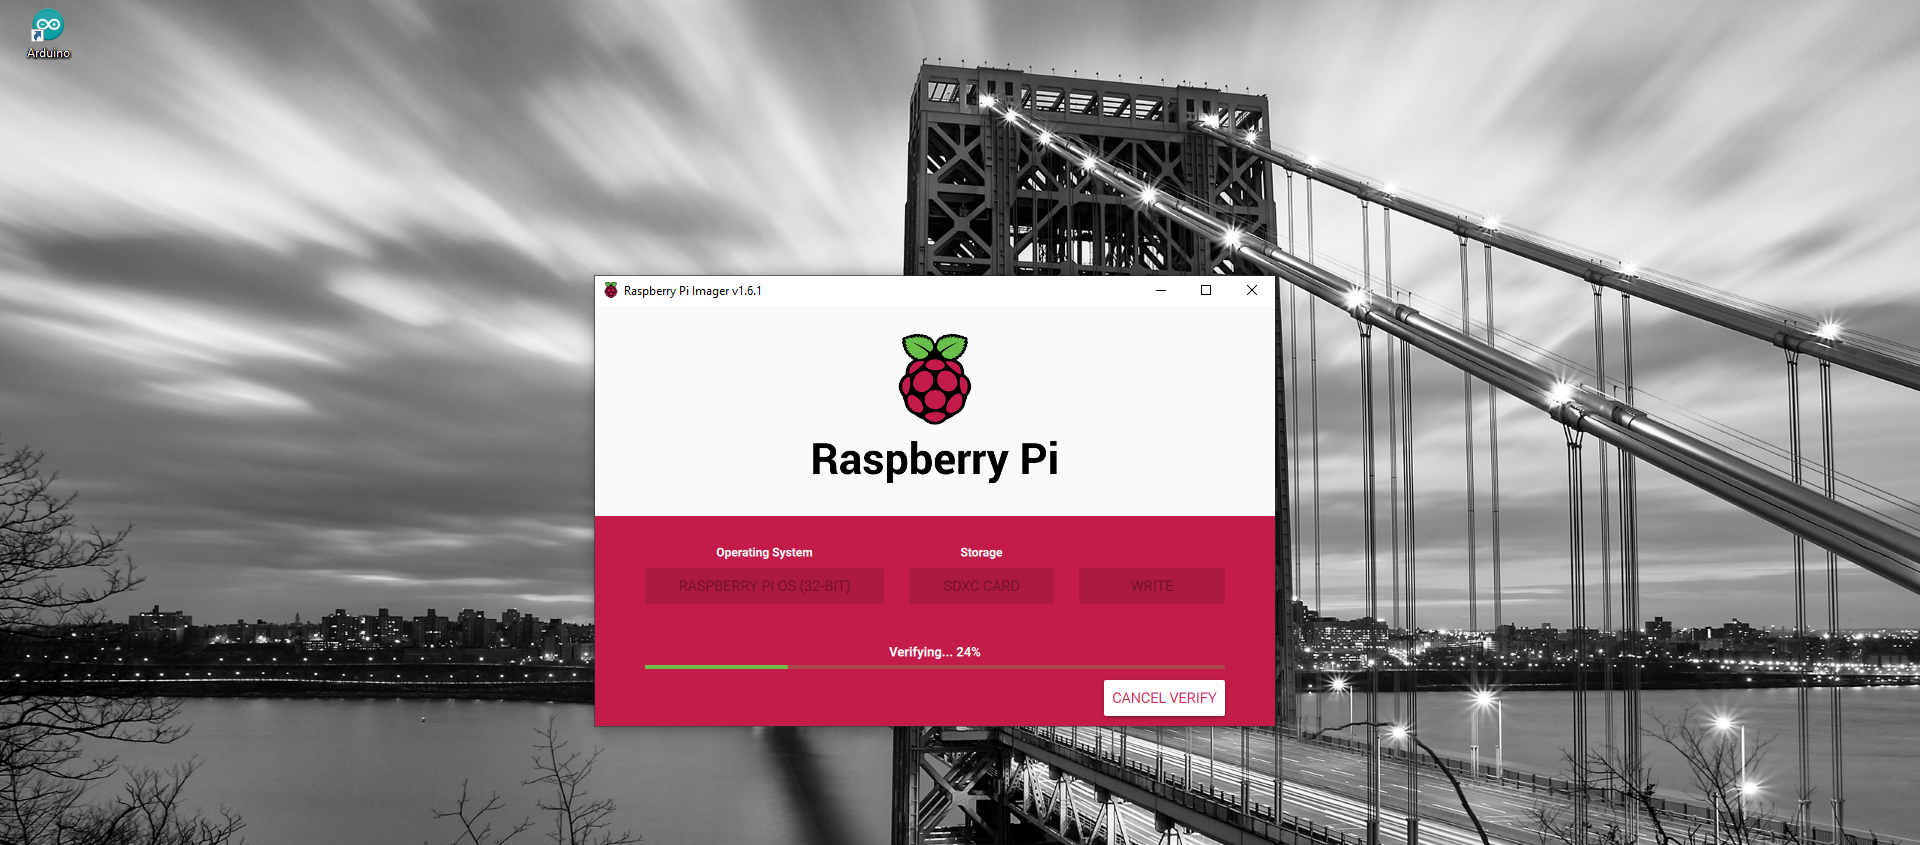 Arduino
Raspberry Pi Imager v1.6.1
Raspberry Pi
Operating System
Storage
RASPBERRY PI OS (32-BIT)
SDXC CARD
WRITE
Verifying... 24%
CANCEL VERIFY